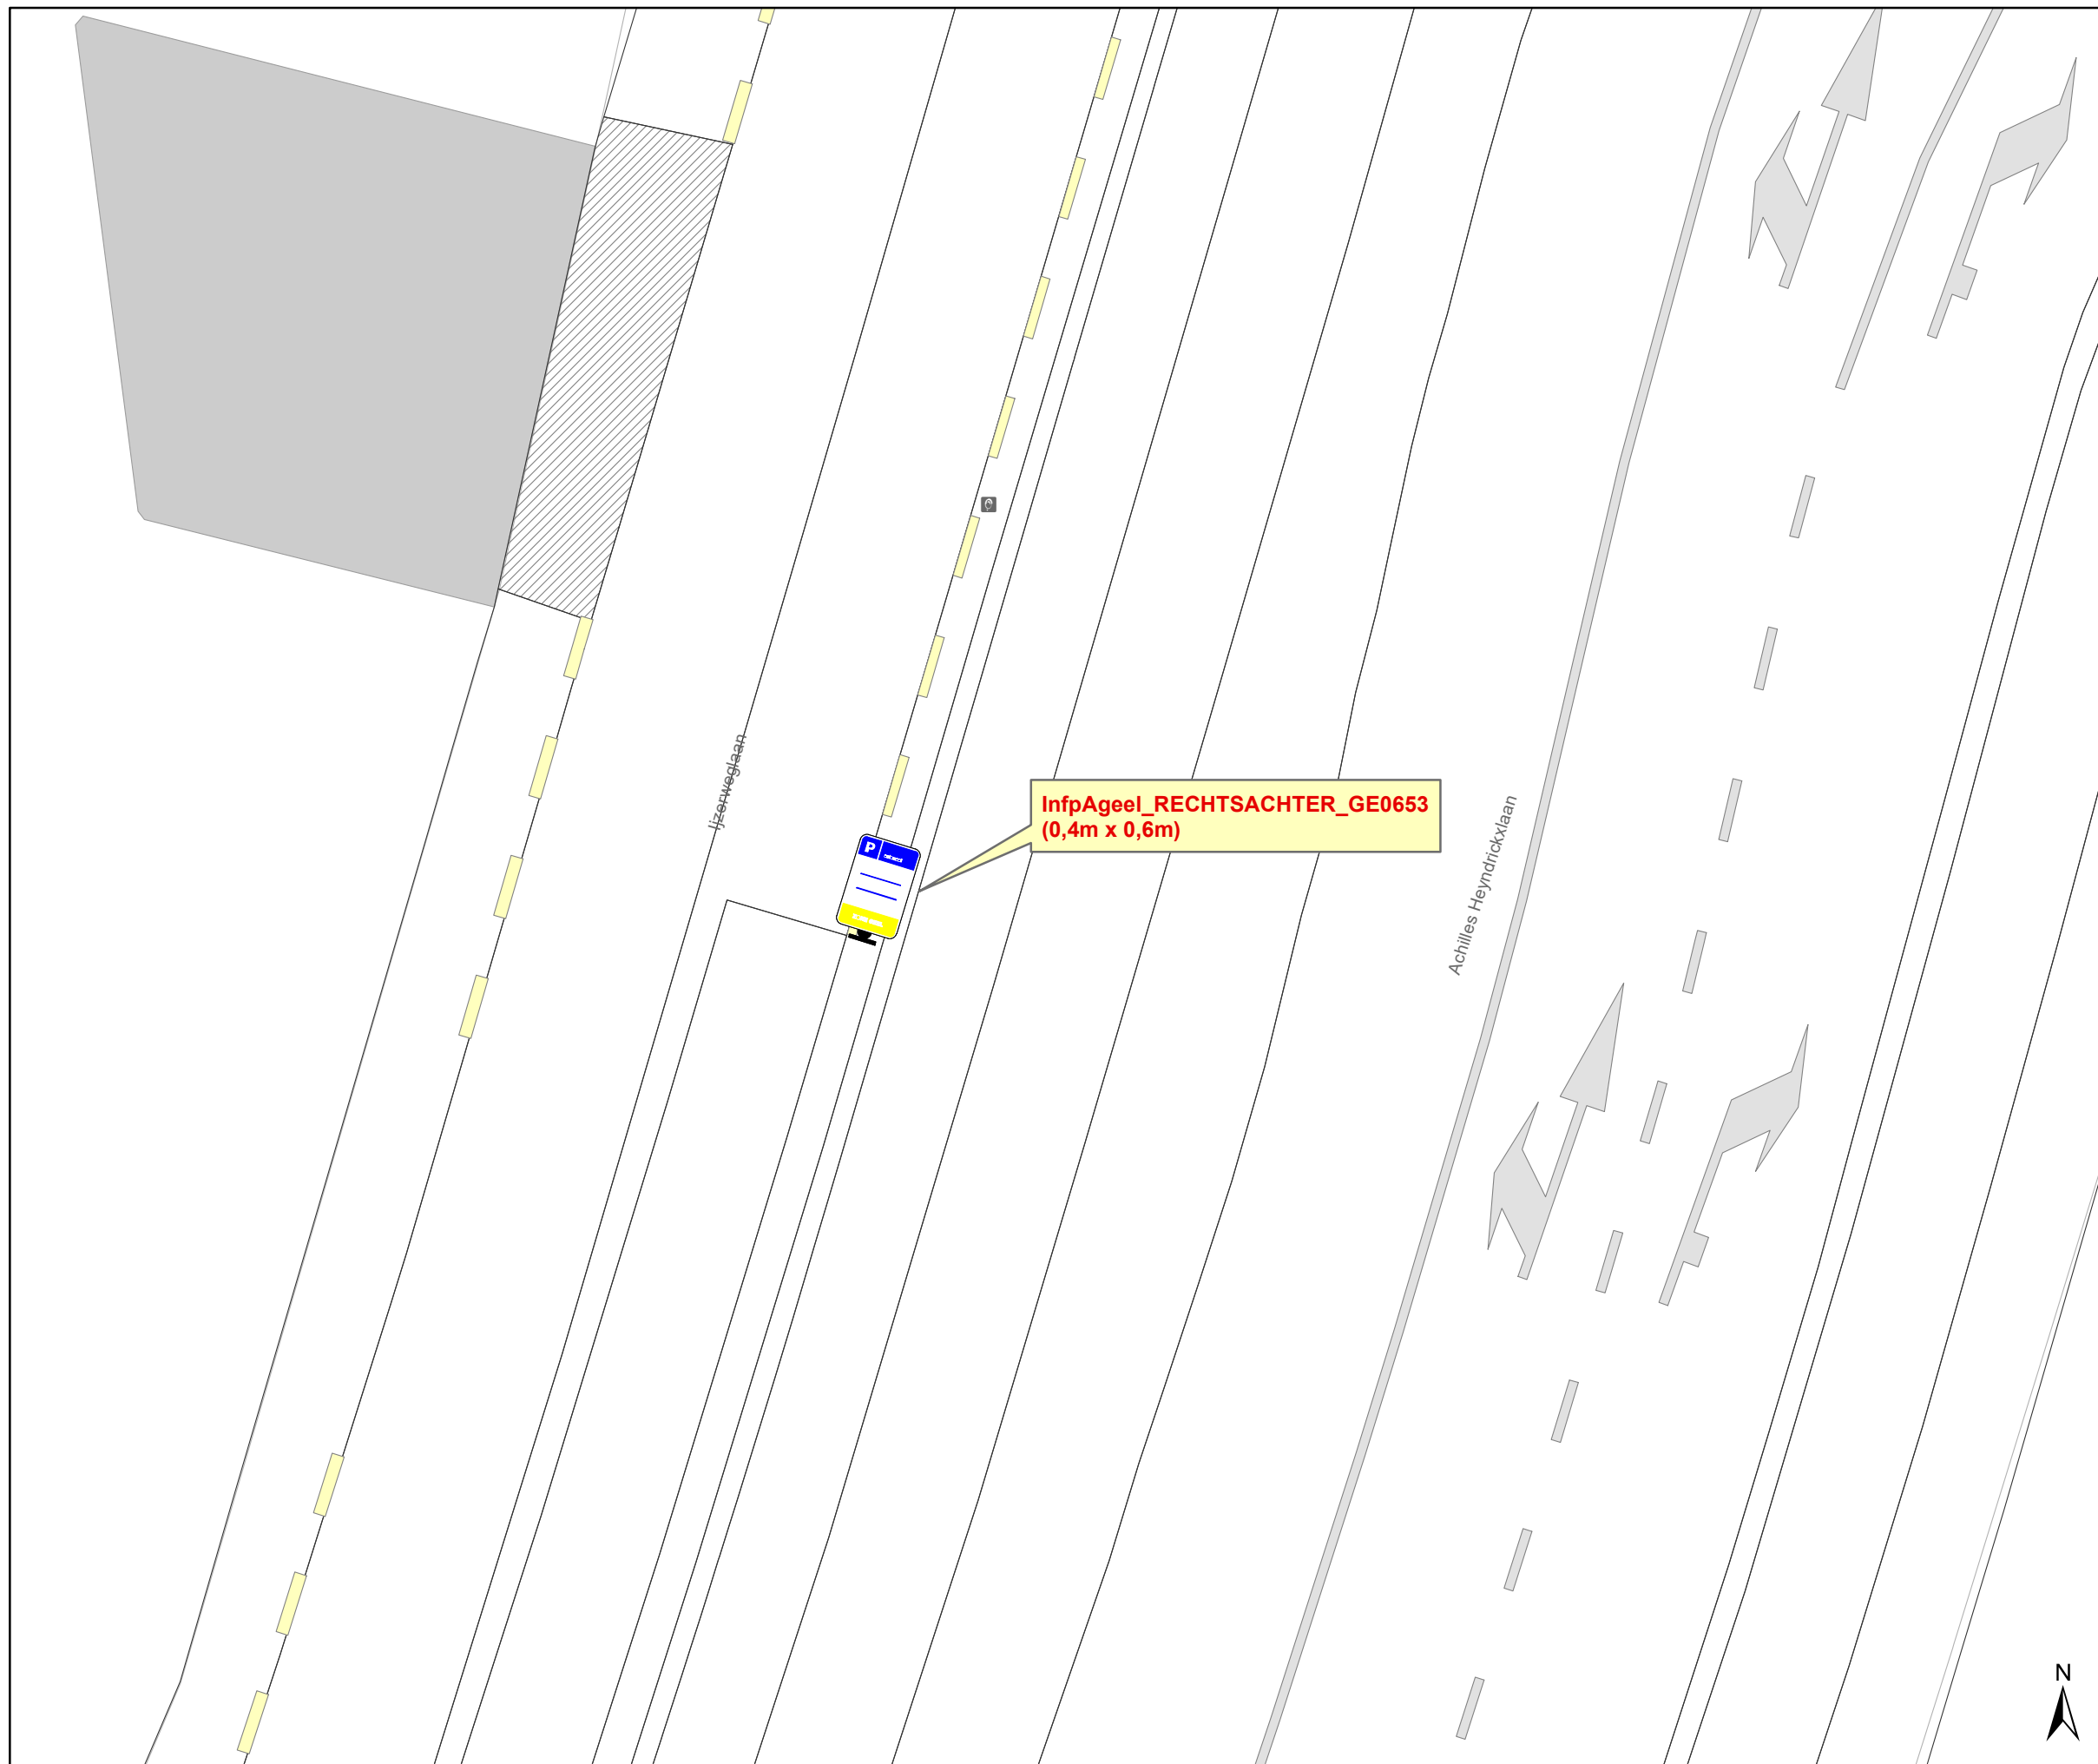 Ijzerweglaan
InfpAgeel_RECHTSACHTER_GE0653
(0,4m x 0,6m)
Achilles Heyndrickxlaan
P
N